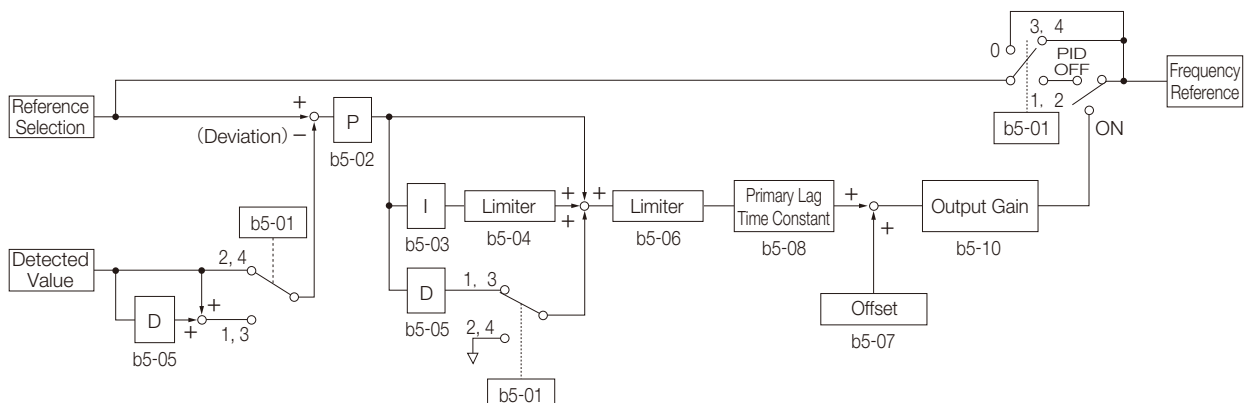 0
3, 4
PID
OFF
1, 2
b5-01
ON
Frequency
Reference
Reference
Selection
+
(Deviation) −
P
b5-02
I
b5-03
+
Limiter
b5-04
+
+
Limiter
b5-06
Primary Lag
Time Constant
b5-08
+
+
Output Gain
b5-10
Offset
b5-07
b5-01
Detected
Value
2, 4
D
b5-05
+
+
1, 3
D
b5-05
1, 3
2, 4
b5-01